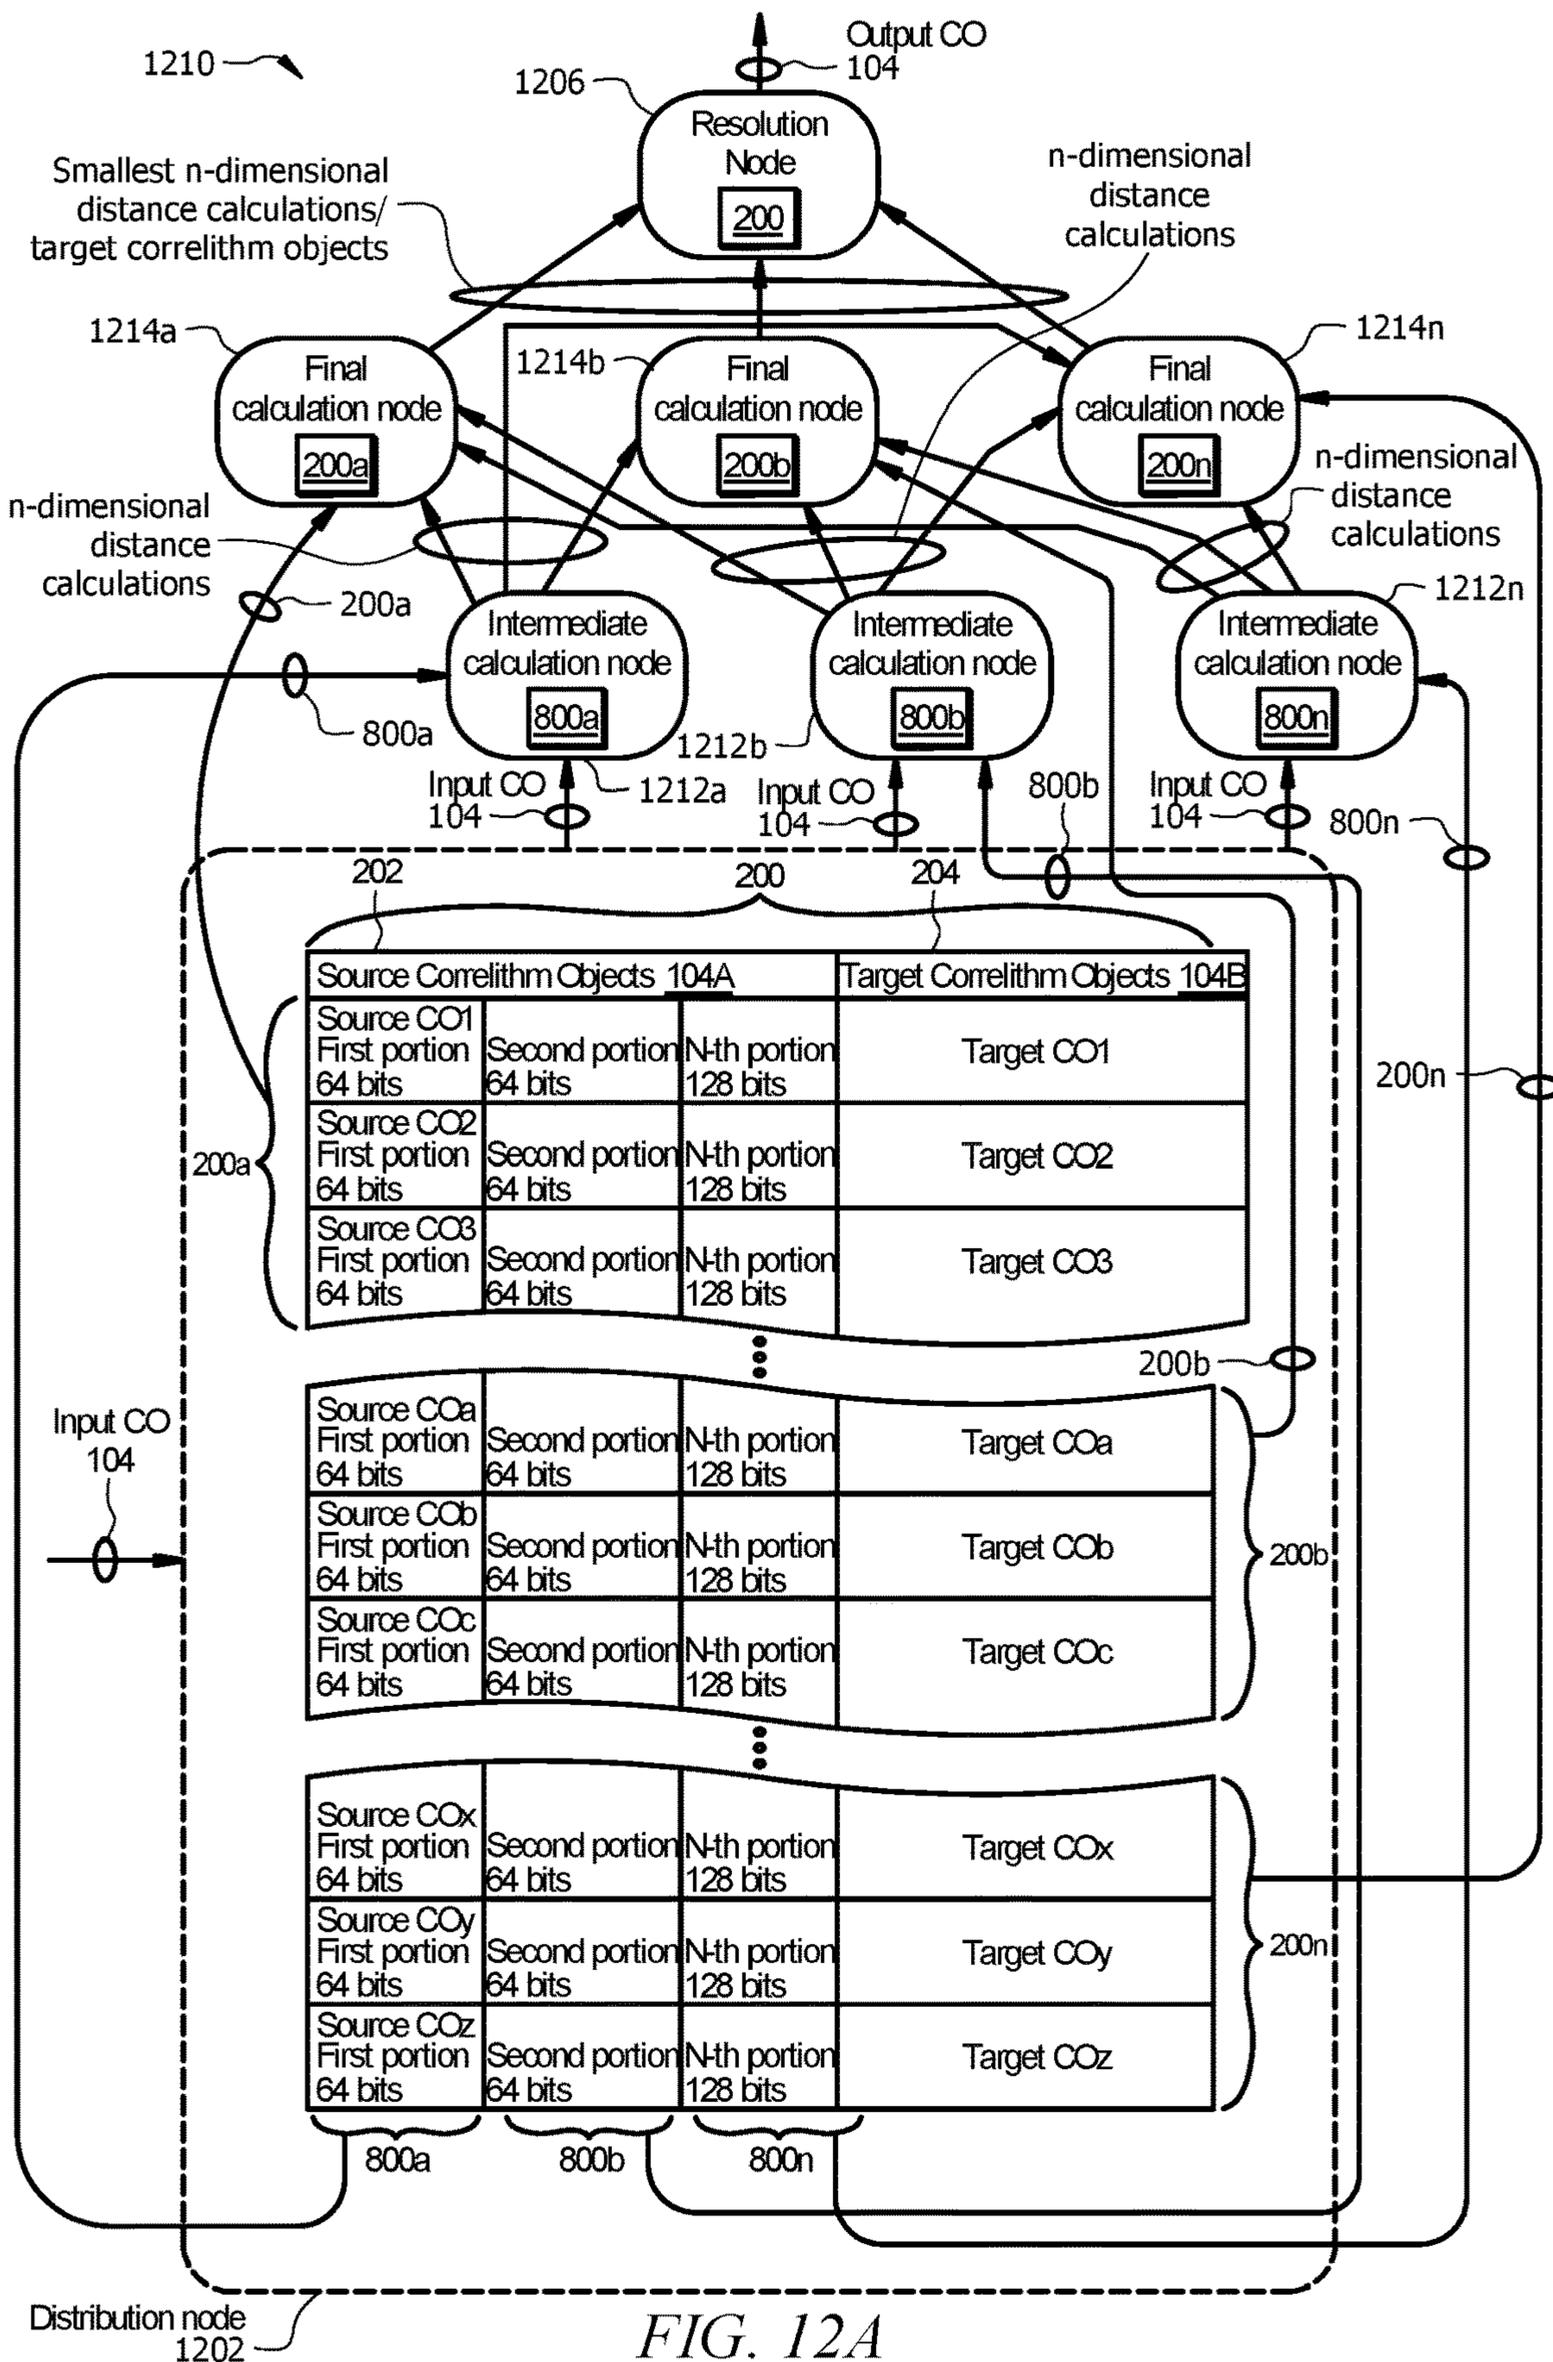 Output CO
104
1210
1206
Resolution
Node
200
Smallest n-dimensional
distance calculations/
target correlithm objects
n-dimensional
distance
calculations
1214a
Final
calculation node
200a
1214b
Final
calculation node
200b
1214n
Final
calculation node
200n
n-dimensional
distance
calculations
n-dimensional
distance
calculations
200a
Intermediate
calculation node
800a
Intermediate
calculation node
800b
1212n
Intermediate
calculation node
800n
800a
1212b
Input CO
104
1212a
Input CO
104
800b
Input CO
104
800n
202
200
204
Source Correlithm Objects 104A
Target Correlithm Objects 104B
Source CO1
First portion
64 bits
Second portion
64 bits
N-th portion
128 bits
Target CO1
200n
200a
Source CO2
First portion
64 bits
Second portion
64 bits
N-th portion
128 bits
Target CO2
Source CO3
First portion
64 bits
Second portion
64 bits
N-th portion
128 bits
Target CO3
200b
Input CO
104
Source COa
First portion
64 bits
Second portion
64 bits
N-th portion
128 bits
Target COa
Source COb
First portion
64 bits
Second portion
64 bits
N-th portion
128 bits
Target COb
200b
Source COc
First portion
64 bits
Second portion
64 bits
N-th portion
128 bits
Target COc
Source COx
First portion
64 bits
Second portion
64 bits
N-th portion
128 bits
Target COx
Source COy
First portion
64 bits
Second portion
64 bits
N-th portion
128 bits
Target COy
200n
Source COz
First portion
64 bits
Second portion
64 bits
N-th portion
128 bits
Target COz
800a
800b
800n
Distribution node
1202
FIG. 12A